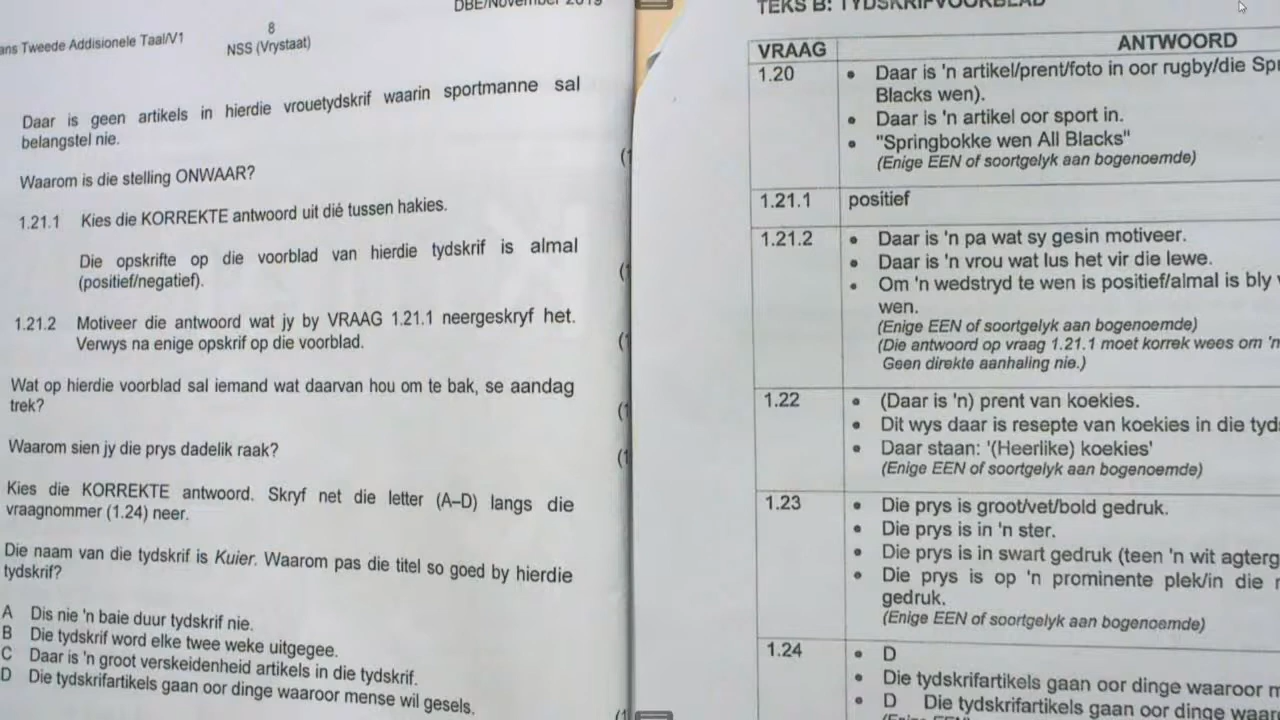 DBE/November 2019
8
NSS (Vrystaat)
Tweede Addisionele Taal/V1
Daar is geen artikels in hierdie vrouetydskrif waarin sportmanne sal
belangstel nie.
Waarom is die stelling ONWAAR?
1.21.1 Kies die KORREKTE antwoord uit dié tussen hakies.
Die opskrifte op die voorblad van hierdie tydskrif is almal
(positief/negatief).
1.21.2 Motiveer die antwoord wat jy by VRAAG 1.21.1 neergeskryf het.
Verwys na enige opskrif op die voorblad.
Wat op hierdie voorblad sal iemand wat daarvan hou om te bak, se aandag
trek?
Waarom sien jy die prys dadelik raak?
Kies die KORREKTE antwoord. Skryf net die letter (A–D) langs die
vraagnommer (1.24) neer.
Die naam van die tydskrif is Kuier. Waarom pas die titel so goed by hierdie
tydskrif?
A Dis nie 'n baie duur tydskrif nie.
B Die tydskrif word elke twee weke uitgegee.
C Daar is 'n groot verskeidenheid artikels in die tydskrif.
D Die tydskrifartikels gaan oor dinge waaroor mense wil gesels.
TEKS B: TYDSKRIFVOORBLAD
VRAAG ANTWOORD
1.20 • Daar is 'n artikel/prent/foto in oor rugby/die
Blacks wen).
• Daar is 'n artikel oor sport in.
• "Springbokke wen All Blacks"
(Enige EEN of soortgelyk aan bogenoemde)
1.21.1 positief
1.21.2 • Daar is 'n pa wat sy gesin motiveer.
• Daar is 'n vrou wat lus het vir die lewe.
• Om 'n wedstryd te wen is positief/almal is bly
wen.
(Enige EEN of soortgelyk aan bogenoemde)
(Die antwoord op vraag 1.21.1 moet korrek wees om 'n
Geen direkte aanhaling nie.)
1.22 • (Daar is 'n) prent van koekies.
• Dit wys daar is resepte van koekies in die
• Daar staan: '(Heerlike) koekies'
(Enige EEN of soortgelyk aan bogenoemde)
1.23 • Die prys is groot/vet/bold gedruk.
• Die prys is in 'n ster.
• Die prys is in swart gedruk (teen 'n wit
• Die prys is op 'n prominente plek/in die
gedruk.
(Enige EEN of soortgelyk aan bogenoemde)
1.24 • D
• Die tydskrifartikels gaan oor dinge waaroor
• D Die tydskrifartikels gaan oor dinge